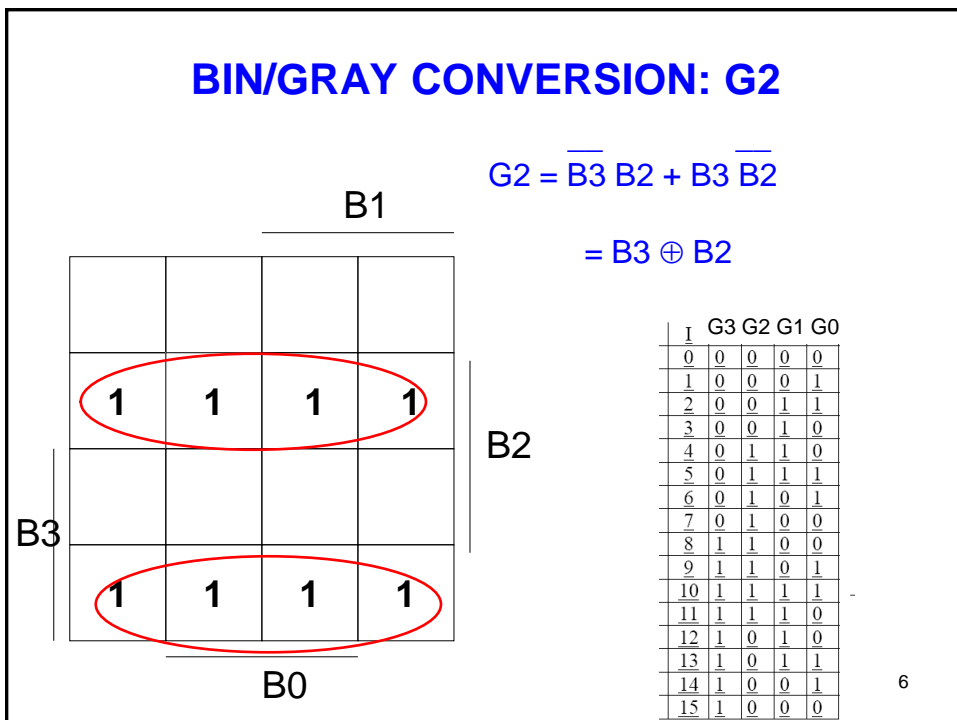 BIN/GRAY CONVERSION: G2
G2 = B̅3̅ B2 + B3 B̅2̅
= B3 ⊕ B2
B1
1 1 1 1
B2
B3
1 1 1 1
B0
I G3 G2 G1 G0
0 0 0 0 0
1 0 0 0 1
2 0 0 1 1
3 0 0 1 0
4 0 1 1 0
5 0 1 1 1
6 0 1 0 1
7 0 1 0 0
8 1 1 0 0
9 1 1 0 1
10 1 1 1 1
11 1 1 1 0
12 1 0 1 0
13 1 0 1 1
14 1 0 0 1
15 1 0 0 0
6